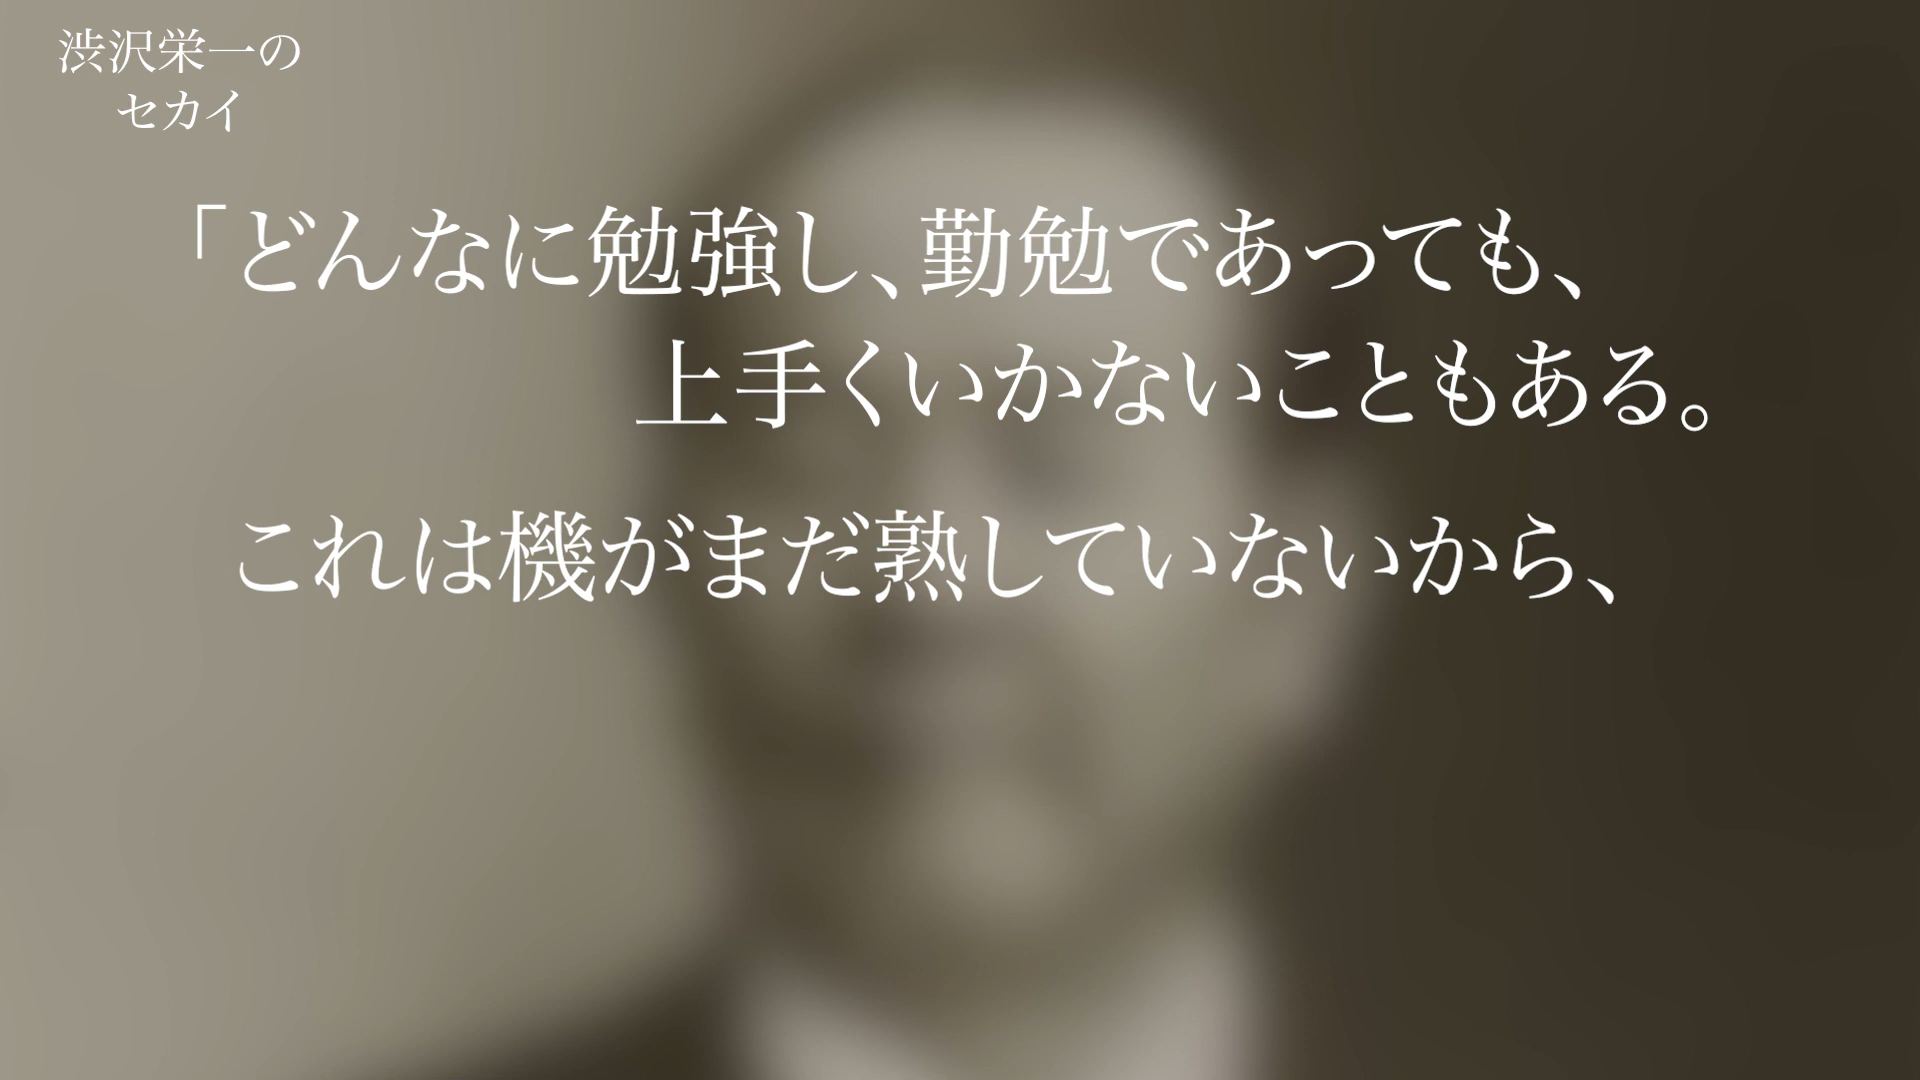 渋沢栄一の
セカイ
「どんなに勉強し、勤勉であっても、
上手くいかないこともある。
これは機がまだ熟していないから、